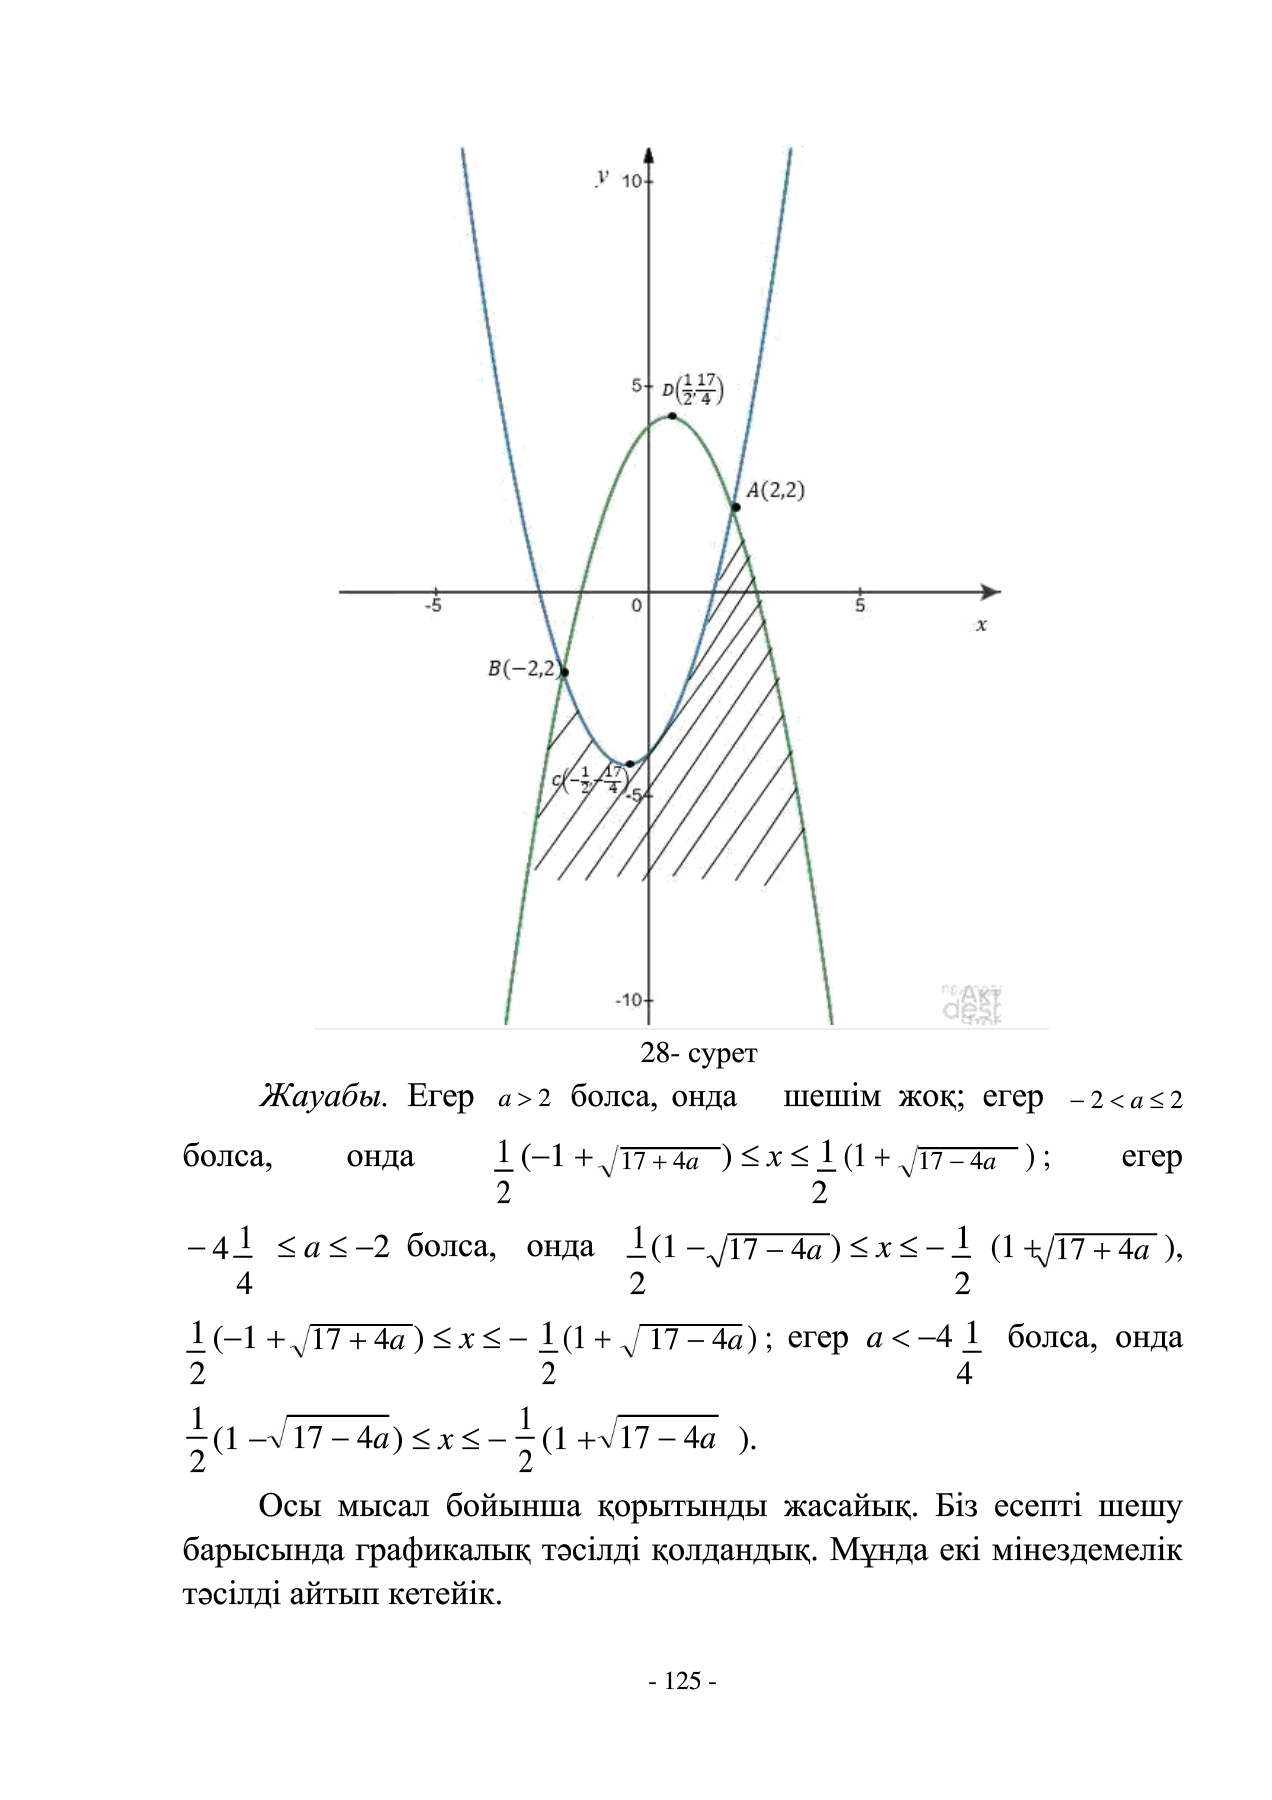 y 10
5
D(1/2, 17/4)
A(2,2)
-5 0 5
x
B(−2,2)
C(−1/2, −17/4)
-5
-10
28- сурет
Жауабы. Егер a > 2 болса, онда шешім жоқ; егер − 2 < a ≤ 2
болса, онда 1/2 (−1 + √(17 + 4a)) ≤ x ≤ 1/2 (1 + √(17 − 4a)); егер
− 4 1/4 ≤ a ≤ −2 болса, онда 1/2 (1 − √(17 − 4a)) ≤ x ≤ − 1/2 (1 + √(17 + 4a)),
1/2 (−1 + √(17 + 4a)) ≤ x ≤ − 1/2 (1 + √(17 − 4a)); егер a < −4 1/4 болса, онда
1/2 (1 − √(17 − 4a)) ≤ x ≤ − 1/2 (1 + √(17 − 4a)).
Осы мысал бойынша қорытынды жасайық. Біз есепті шешу
барысында графикалық тәсілді қолдандық. Мұнда екі мінездемелік
тәсілді айтып кетейік.
- 125 -